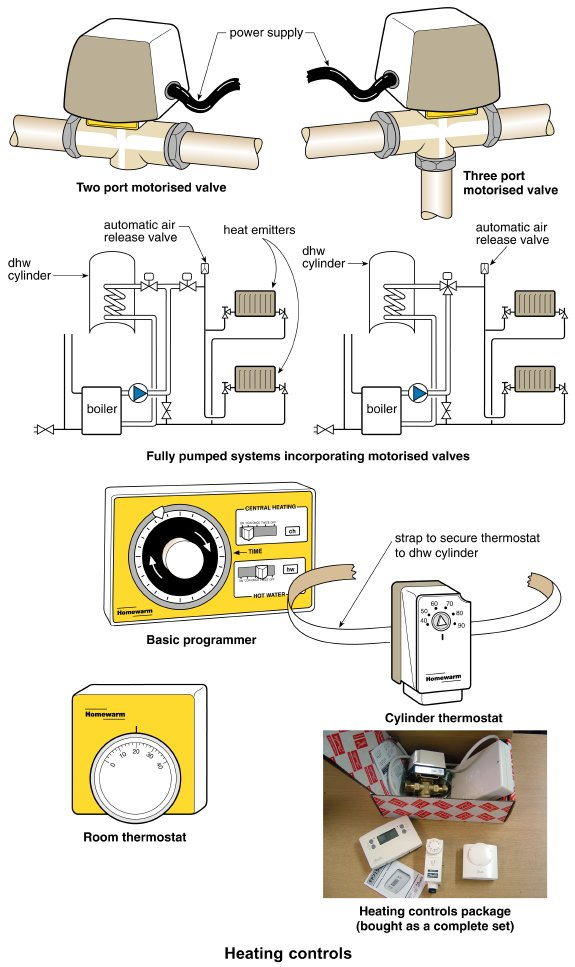 power supply
Two port motorised valve
Three port
motorised valve
automatic air
release valve
heat emitters
dhw
cylinder
boiler
automatic air
release valve
dhw
cylinder
boiler
Fully pumped systems incorporating motorised valves
CENTRAL HEATING
ch
TIME
hw
HOT WATER
Homewarm
Basic programmer
strap to secure thermostat
to dhw cylinder
40 50 60 70 80 90
Homewarm
Cylinder thermostat
Homewarm
0 10 20 30 40
Room thermostat
Heating controls package
(bought as a complete set)
Heating controls